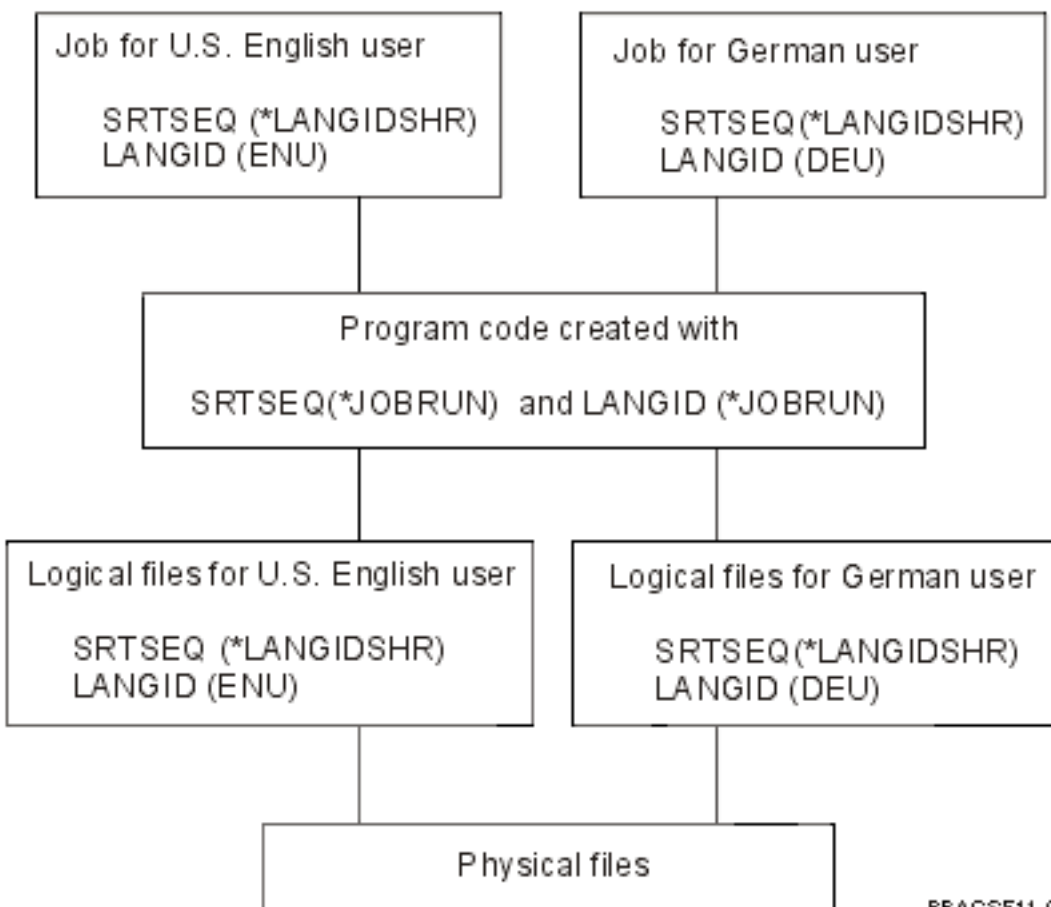 Job for U.S. English user
SRTSEQ (*LANGIDSHR)
LANGID (ENU)
Job for German user
SRTSEQ(*LANGIDSHR)
LANGID (DEU)
Program code created with
SRTSEQ(*JOBRUN) and LANGID (*JOBRUN)
Logical files for U.S. English user
SRTSEQ (*LANGIDSHR)
LANGID (ENU)
Logical files for German user
SRTSEQ(*LANGIDSHR)
LANGID (DEU)
Physical files